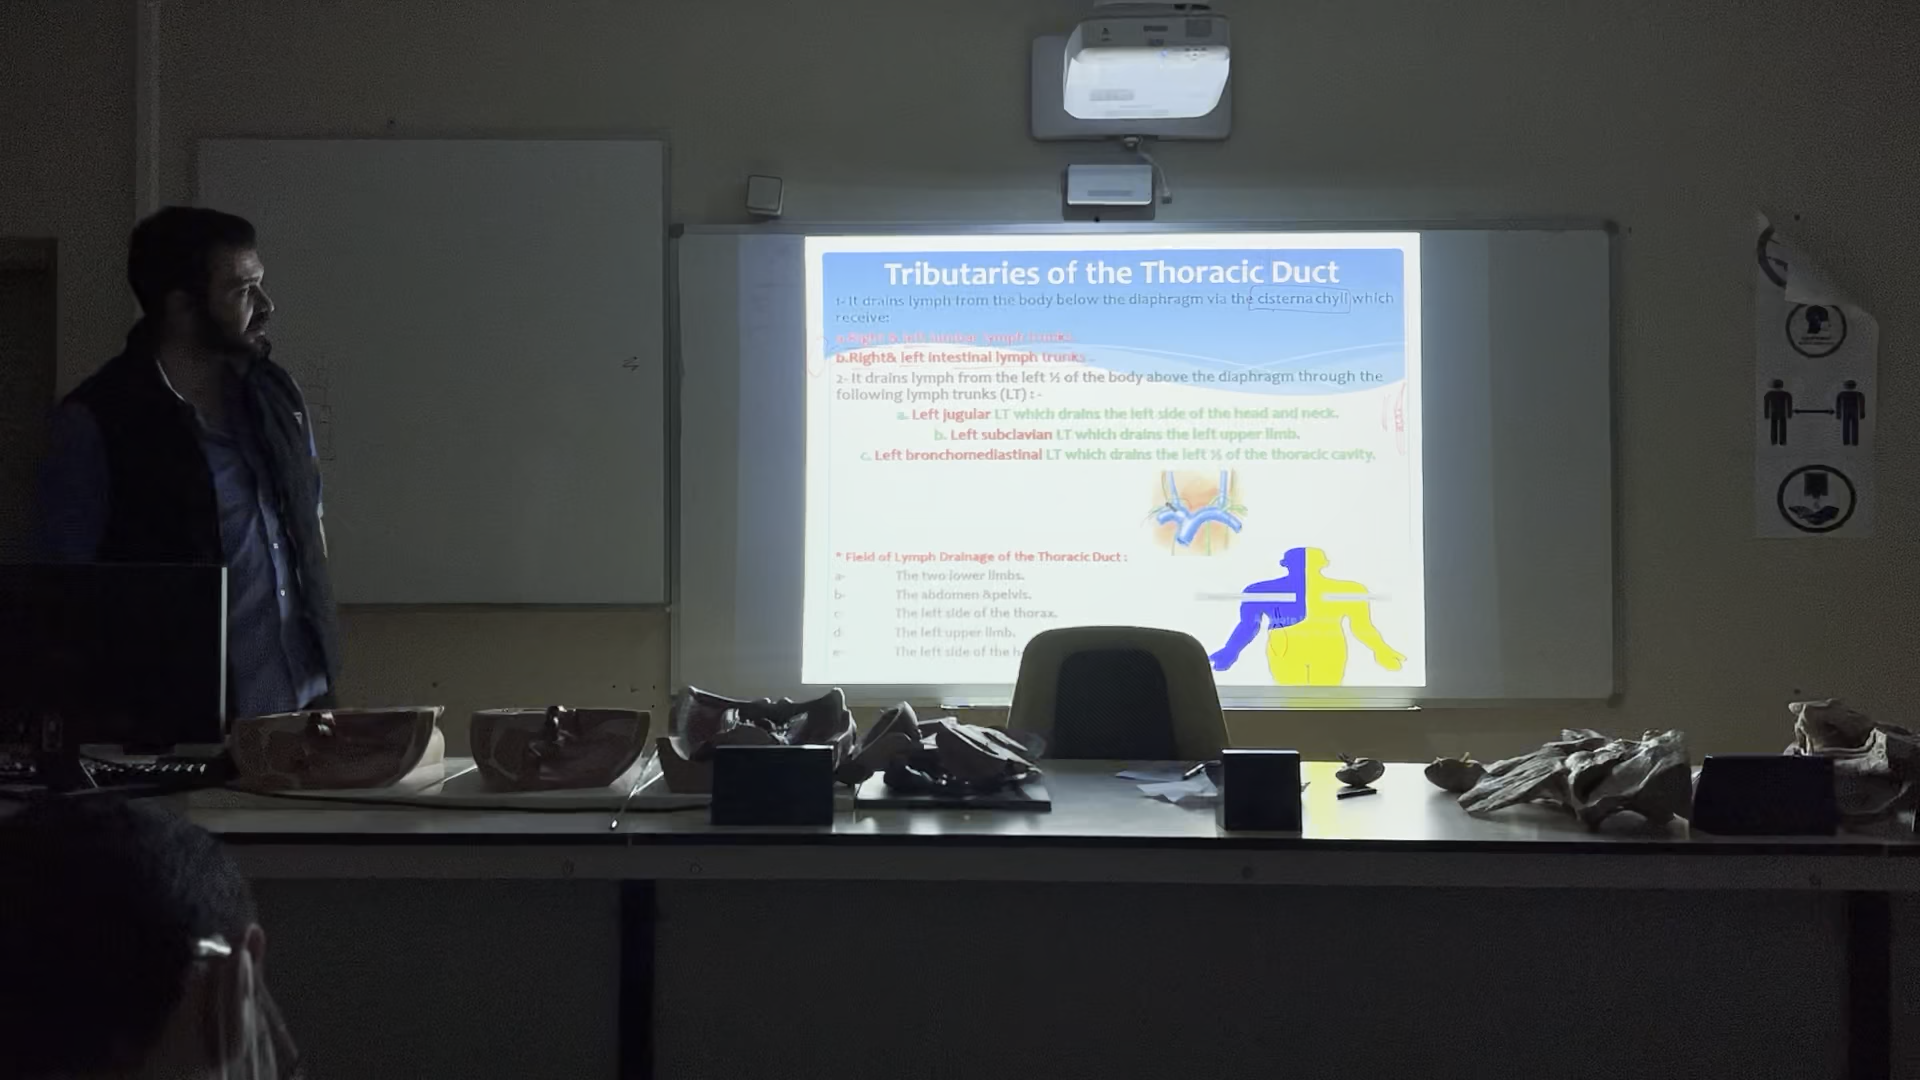 Tributaries of the Thoracic Duct
1- It drains lymph from the body below the diaphragm via the cisterna chyli which
receive:
a.Right & left lumbar lymph trunks.
b.Right& left intestinal lymph trunks.
2- It drains lymph from the left ½ of the body above the diaphragm through the
following lymph trunks (LT) :-
a. Left jugular LT which drains the left side of the head and neck.
b. Left subclavian LT which drains the left upper limb.
c. Left bronchomediastinal LT which drains the left ½ of the thoracic cavity.
* Field of Lymph Drainage of the Thoracic Duct :
a- The two lower limbs.
b- The abdomen &pelvis.
c- The left side of the thorax.
d- The left upper limb.
e- The left side of the h